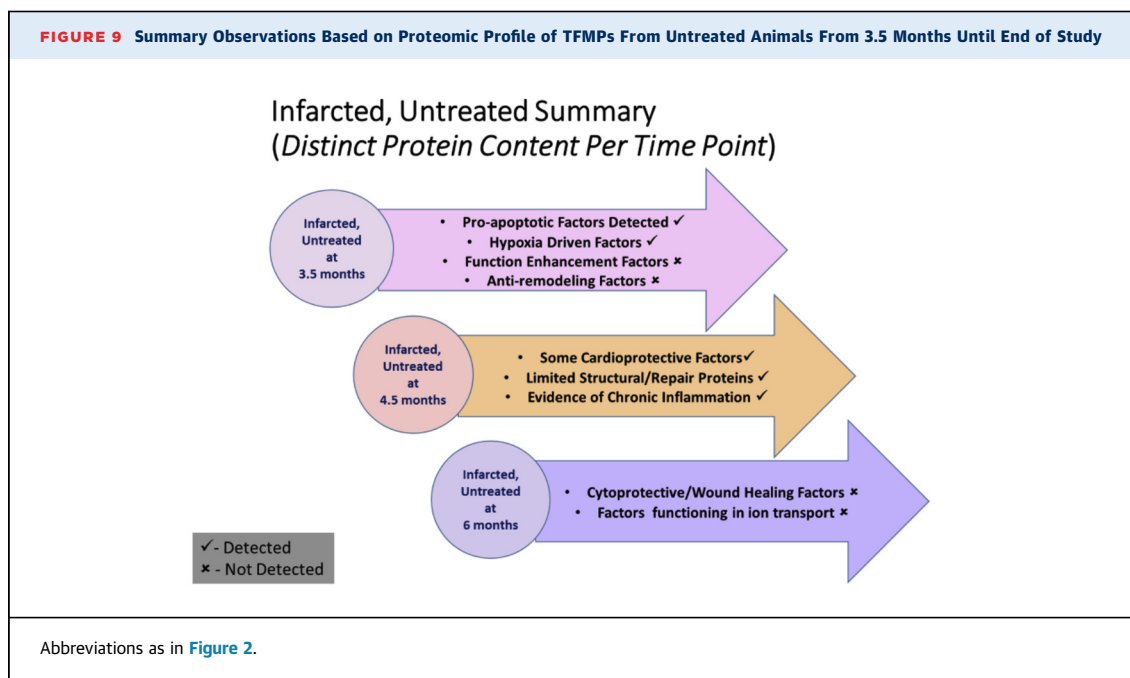 FIGURE 9 Summary Observations Based on Proteomic Profile of TFMPs From Untreated Animals From 3.5 Months Until End of Study
Infarcted, Untreated Summary
(Distinct Protein Content Per Time Point)
Infarcted,
Untreated
at
3.5 months
• Pro-apoptotic Factors Detected ✓
• Hypoxia Driven Factors ✓
• Function Enhancement Factors ×
• Anti-remodeling Factors ×
Infarcted,
Untreated
at
4.5 months
• Some Cardioprotective Factors✓
• Limited Structural/Repair Proteins ✓
• Evidence of Chronic Inflammation ✓
Infarcted,
Untreated
at
6 months
• Cytoprotective/Wound Healing Factors ×
• Factors functioning in ion transport ×
✓- Detected
× - Not Detected
Abbreviations as in Figure 2.